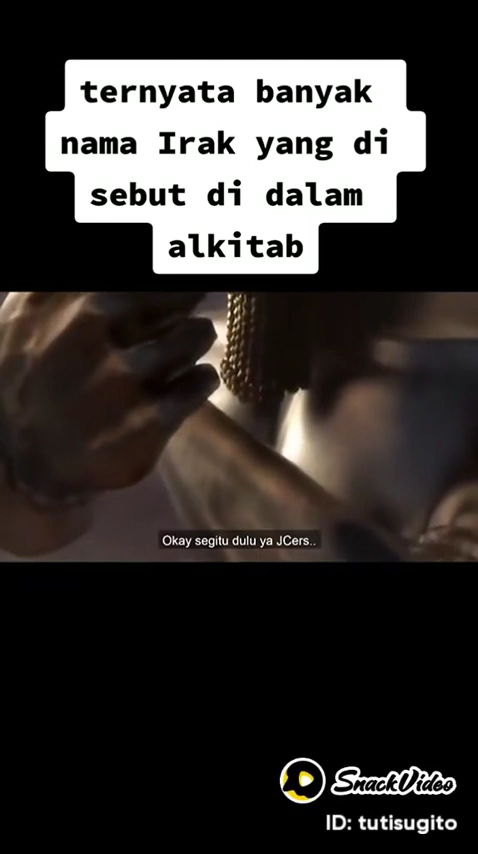 ternyata banyak
nama Irak yang di
sebut di dalam
alkitab
Okay segitu dulu ya JCers..
SnackVideo
ID: tutisugito